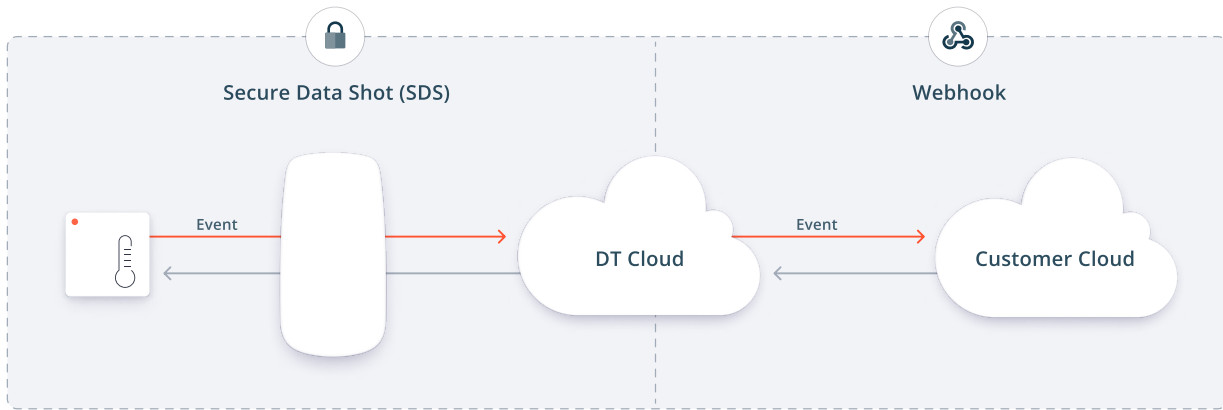 Secure Data Shot (SDS)
Webhook
Event
Event
DT Cloud
Customer Cloud